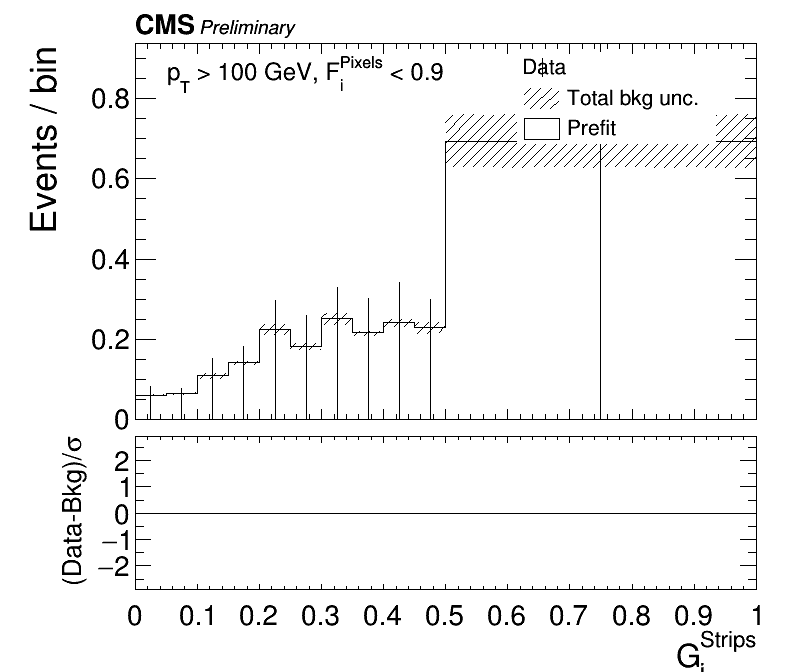 CMS Preliminary
p_T > 100 GeV, F_i^Pixels < 0.9
Data
Total bkg unc.
Prefit
Events / bin
0.8
0.6
0.4
0.2
0
(Data-Bkg)/σ
2
1
0
−1
−2
0 0.1 0.2 0.3 0.4 0.5 0.6 0.7 0.8 0.9 1
G_i^Strips